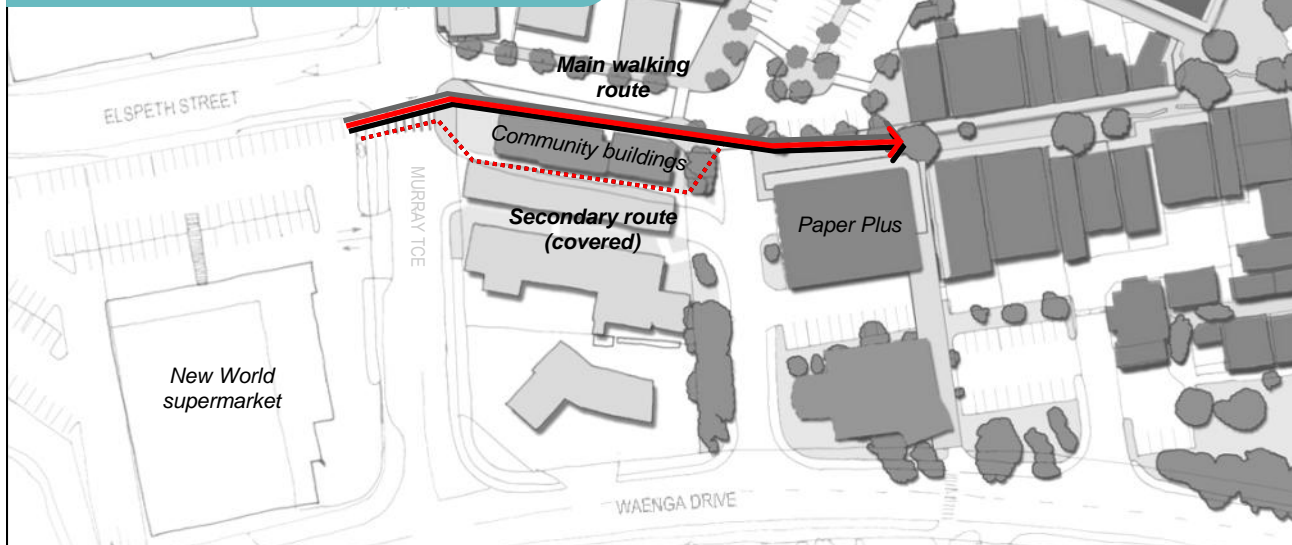 Main walking
route
ELSPETH STREET
Community buildings
MURRAY TCE
Secondary route
(covered)
Paper Plus
New World
supermarket
WAENGA DRIVE